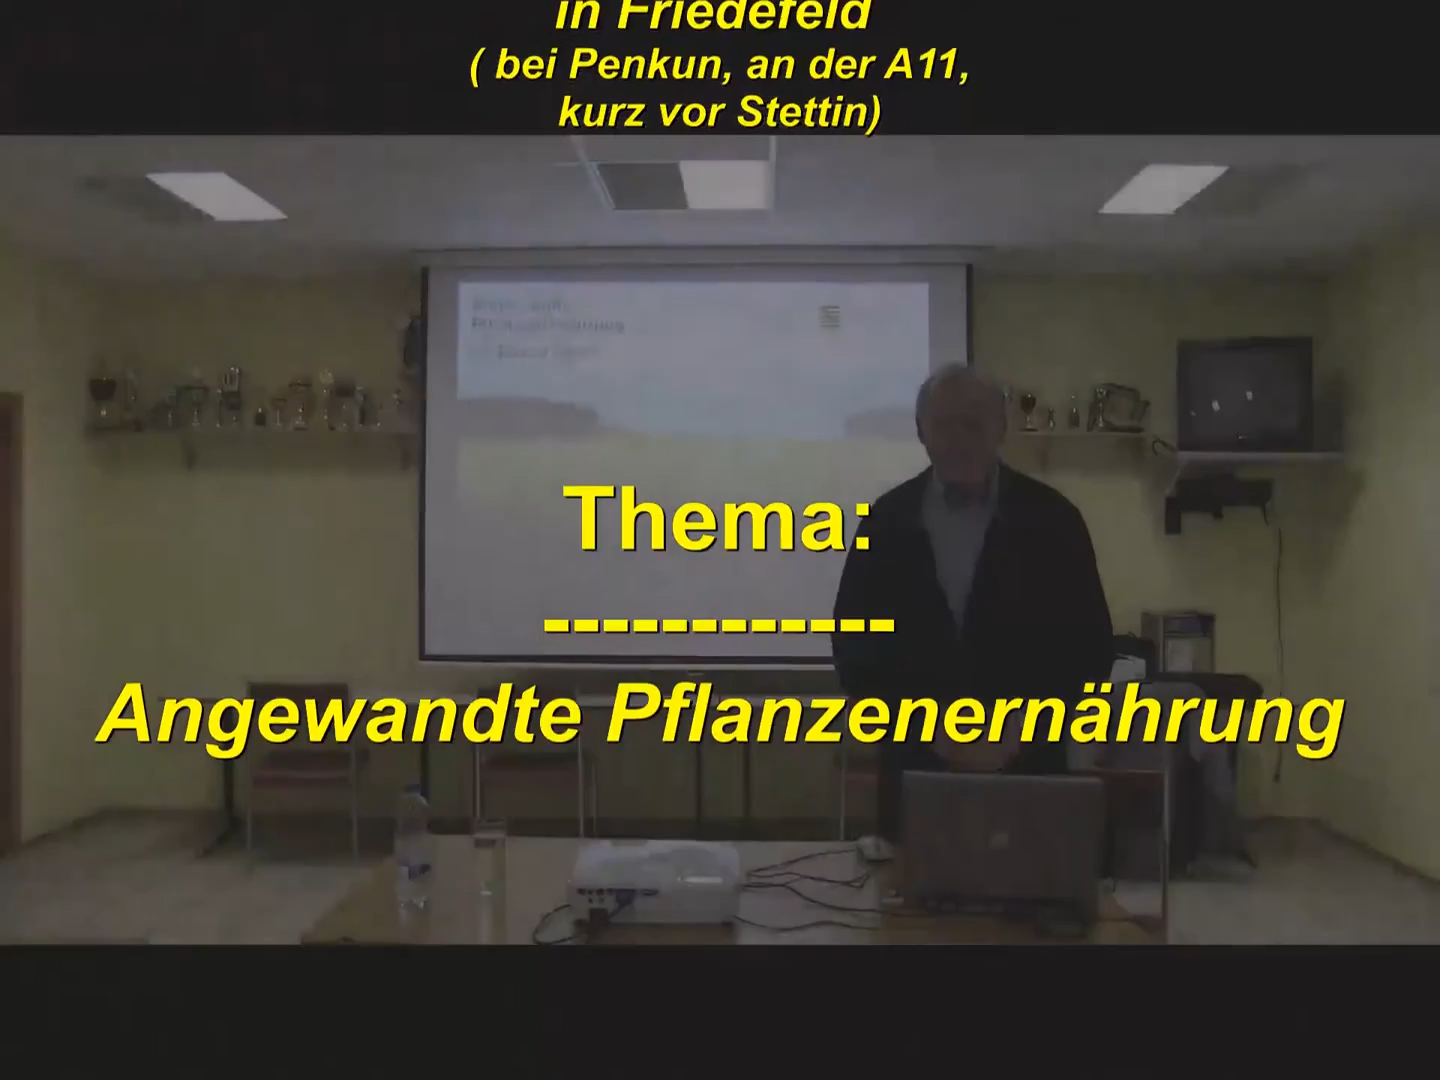 in Friedefeld
( bei Penkun, an der A11,
kurz vor Stettin)
Thema:
------------
Angewandte Pflanzenernährung